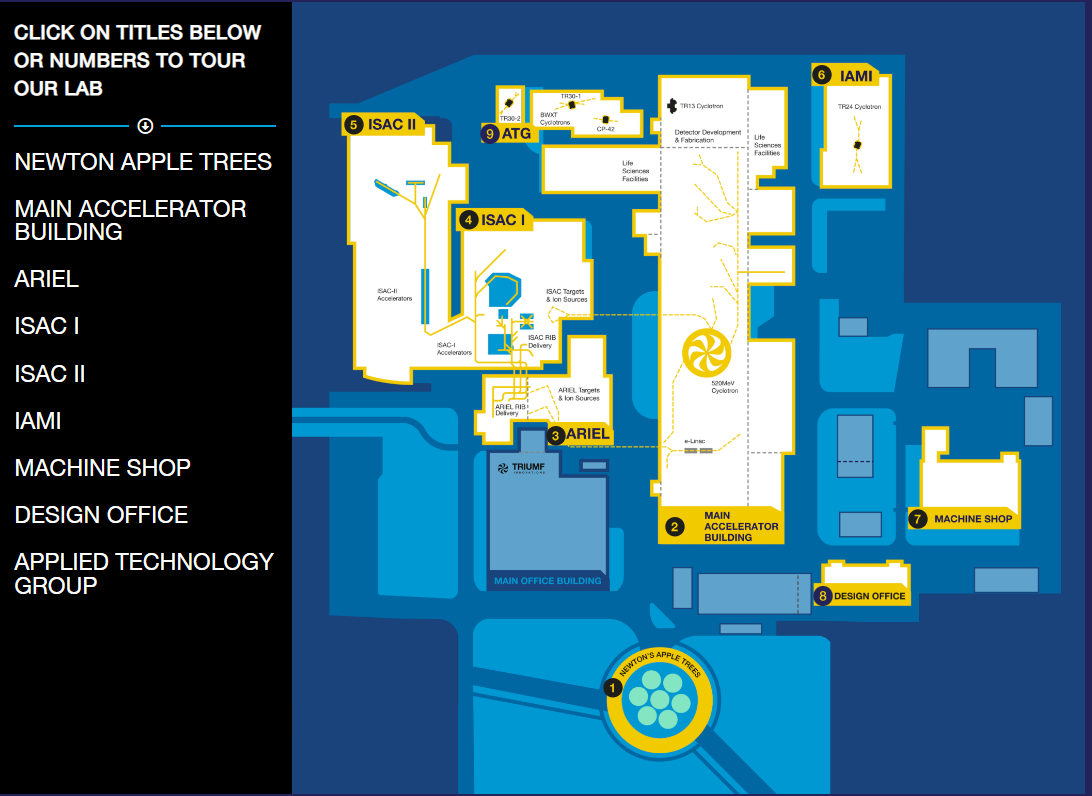 CLICK ON TITLES BELOW
OR NUMBERS TO TOUR
OUR LAB
NEWTON APPLE TREES
MAIN ACCELERATOR
BUILDING
ARIEL
ISAC I
ISAC II
IAMI
MACHINE SHOP
DESIGN OFFICE
APPLIED TECHNOLOGY
GROUP
5 ISAC II
ISAC-II
Accelerators
TR30-2
9 ATG
TR30-1
BWXT
Cyclotrons
CP-42
4 ISAC I
ISAC Targets
& Ion Sources
ISAC RIB
Delivery
ISAC-I
Accelerators
ARIEL Targets
& Ion Sources
ARIEL RIB
Delivery
3 ARIEL
TRIUMF
INNOVATIONS
MAIN OFFICE BUILDING
TR13 Cyclotron
Detector Development
& Fabrication
Life
Sciences
Facilities
Life
Sciences
Facilities
520MeV
Cyclotron
e-Linac
2 MAIN
ACCELERATOR
BUILDING
6 IAMI
TR24 Cyclotron
7 MACHINE SHOP
8 DESIGN OFFICE
1 NEWTON'S APPLE TREES